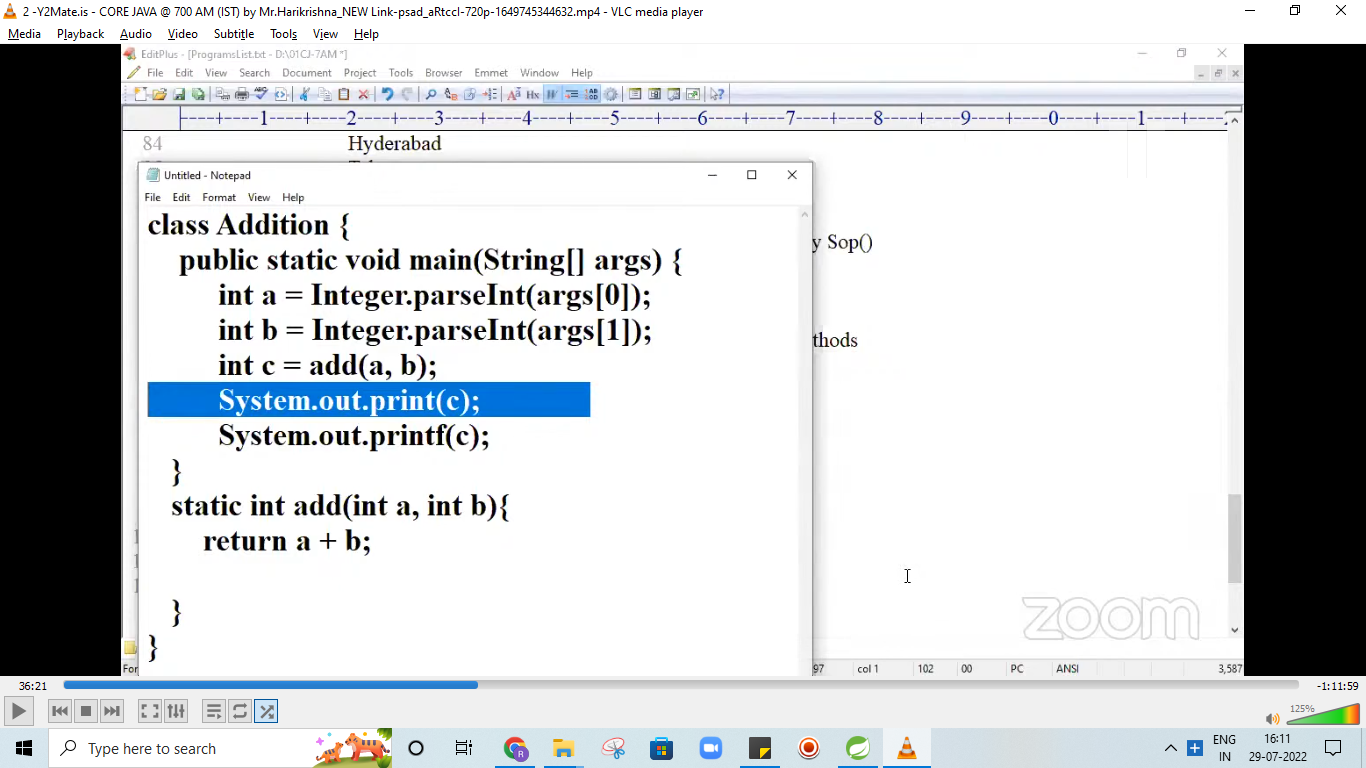 2 -Y2Mate.is - CORE JAVA @ 700 AM (IST) by Mr.Harikrishna_NEW Link-psad_aRtccI-720p-1649745344632.mp4 - VLC media player
Media Playback Audio Video Subtitle Tools View Help
EditPlus - [ProgramsList.txt - D:\01CJ-7AM *]
File Edit View Search Document Project Tools Browser Emmet Window Help
----+----1----+----2----+----3----+----4----+----5----+----6----+----7----+----8----+----9----+----0----+----1----+----2
84 Hyderabad
Untitled - Notepad
File Edit Format View Help
class Addition {
public static void main(String[] args) {
y Sop()
int a = Integer.parseInt(args[0]);
int b = Integer.parseInt(args[1]);
thods
int c = add(a, b);
System.out.print(c);
System.out.printf(c);
}
static int add(int a, int b){
return a + b;
}
}
zoom
For 97 col 1 102 00 PC ANSI 3,587
36:21 -1:11:59
125%
Type here to search
ENG
IN
16:11
29-07-2022